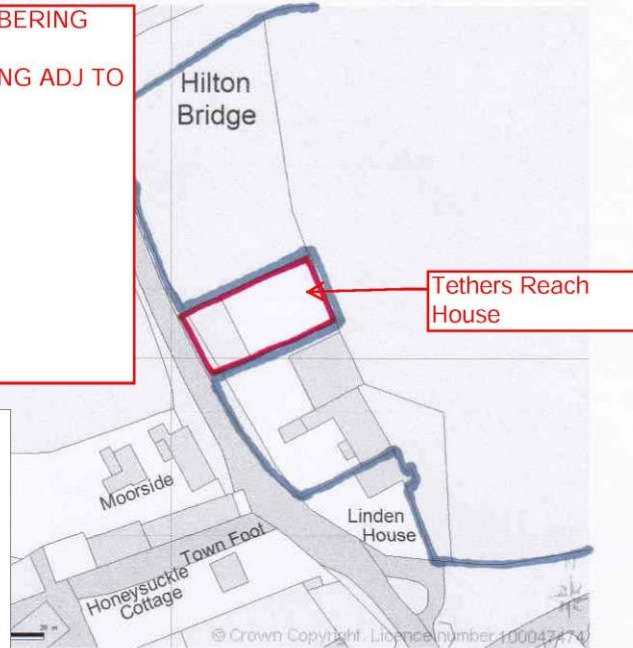 BERING
NG ADJ TO
Hilton
Bridge
Tethers Reach
House
Moorside
Town Foot
Honeysuckle
Cottage
Linden
House
20 m
© Crown Copyright. Licence number 100047474